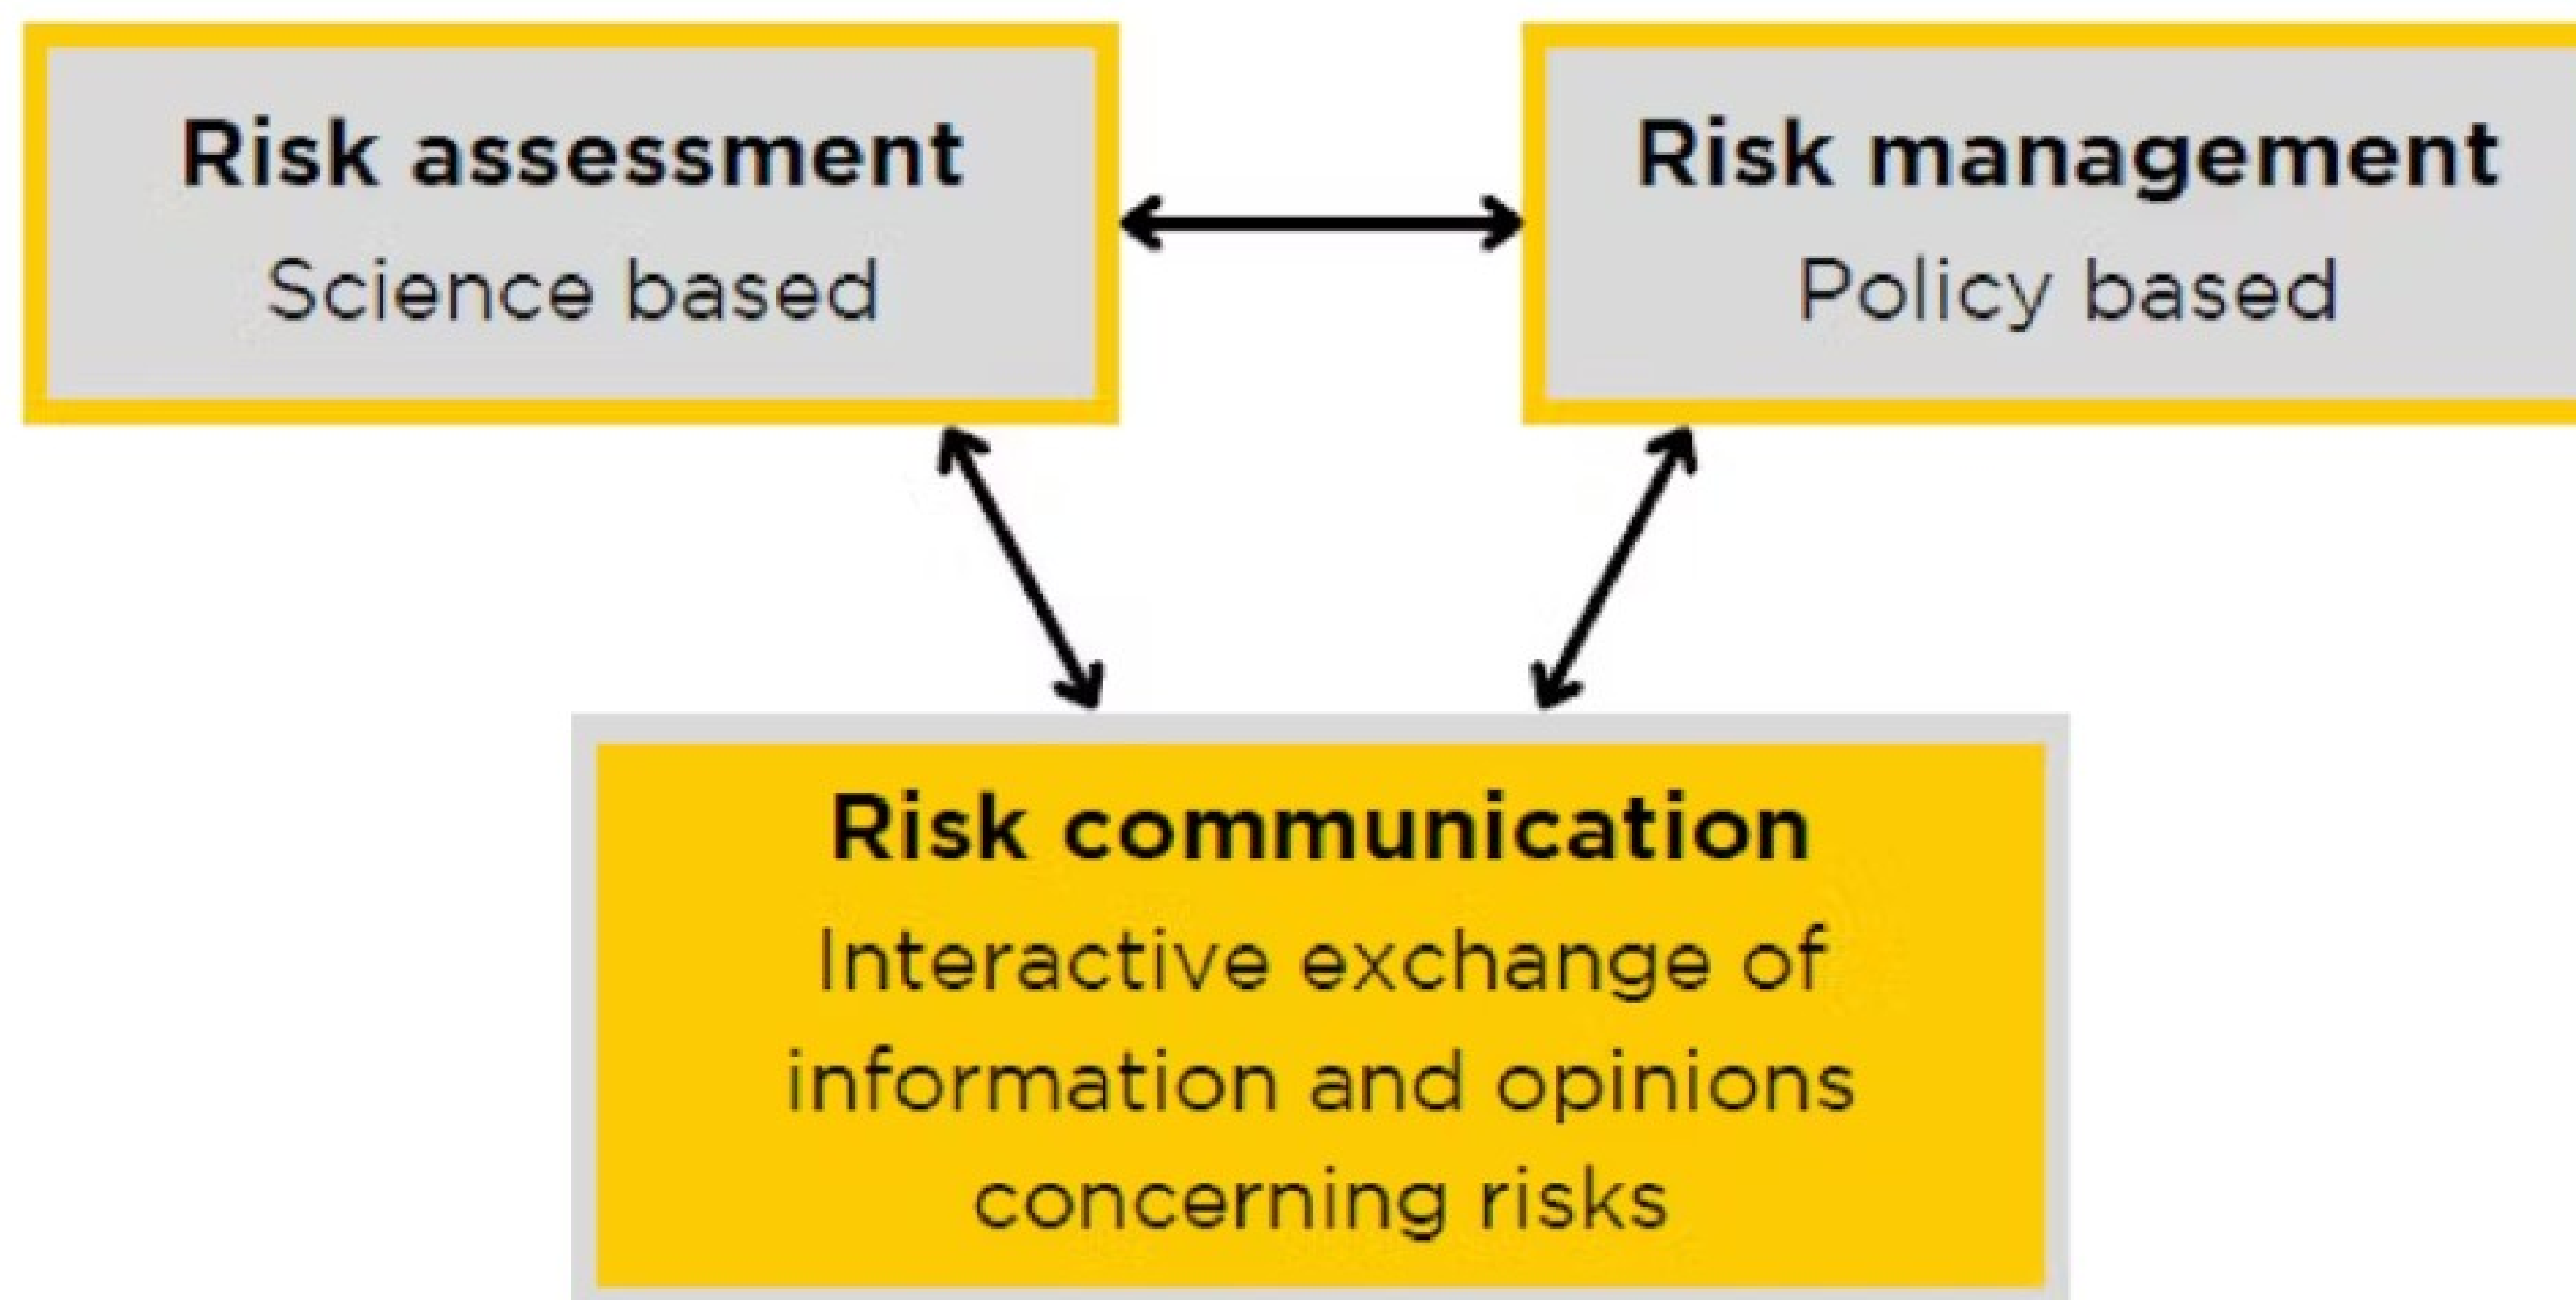 Risk assessment
Science based
Risk management
Policy based
Risk communication
Interactive exchange of
information and opinions
concerning risks